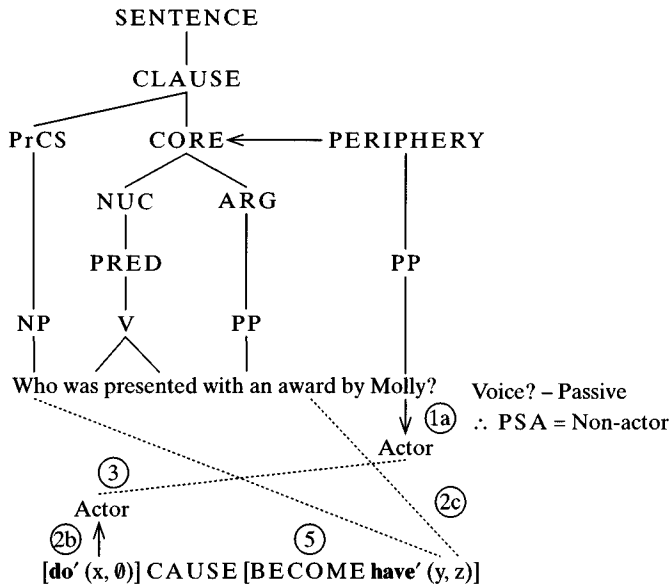 SENTENCE
CLAUSE
PrCS CORE PERIPHERY
NUC ARG
PRED PP
NP V PP
Who was presented with an award by Molly? Voice? – Passive
1a ∴ PSA = Non-actor
Actor
3
Actor 2c
2b 5
[do′ (x, ∅)] CAUSE [BECOME have′ (y, z)]